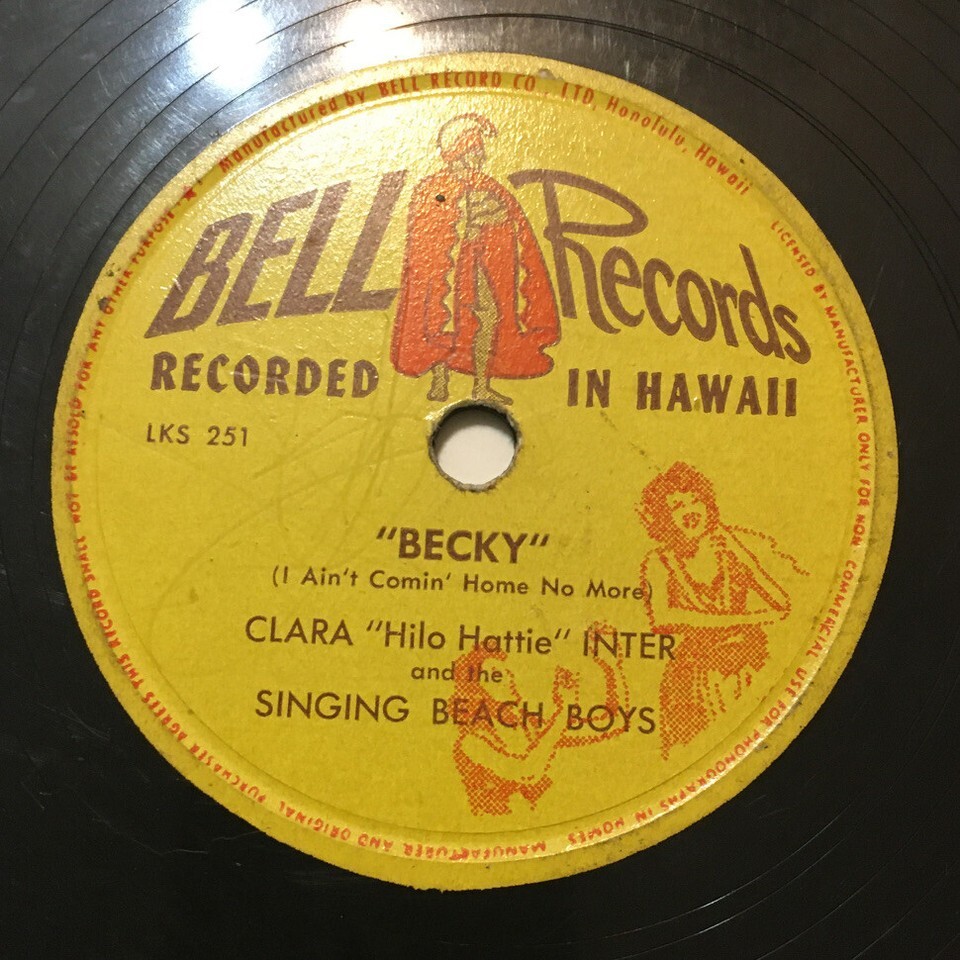 ★ Manufactured by BELL RECORD CO., LTD, Honolulu, Hawaii
BELL Records
RECORDED IN HAWAII
LKS 251
"BECKY"
(I Ain't Comin' Home No More)
CLARA "Hilo Hattie" INTER
and the
SINGING BEACH BOYS
LICENSED BY MANUFACTURER ONLY FOR NON COMMERCIAL USE FOR PHONOGRAPHS IN HOMES. MANUFACTURER AND ORIGINAL PURCHASER AGREES THIS RECORD SHALL NOT BE RESOLD FOR ANY OTHER PURPOSE